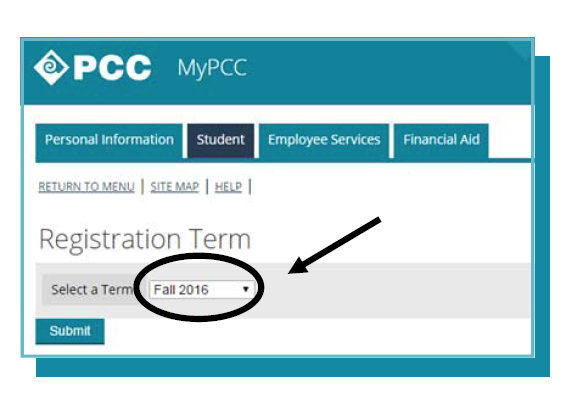 PCC MyPCC
Personal Information Student Employee Services Financial Aid
RETURN TO MENU | SITE MAP | HELP |
Registration Term
Select a Term Fall 2016
Submit